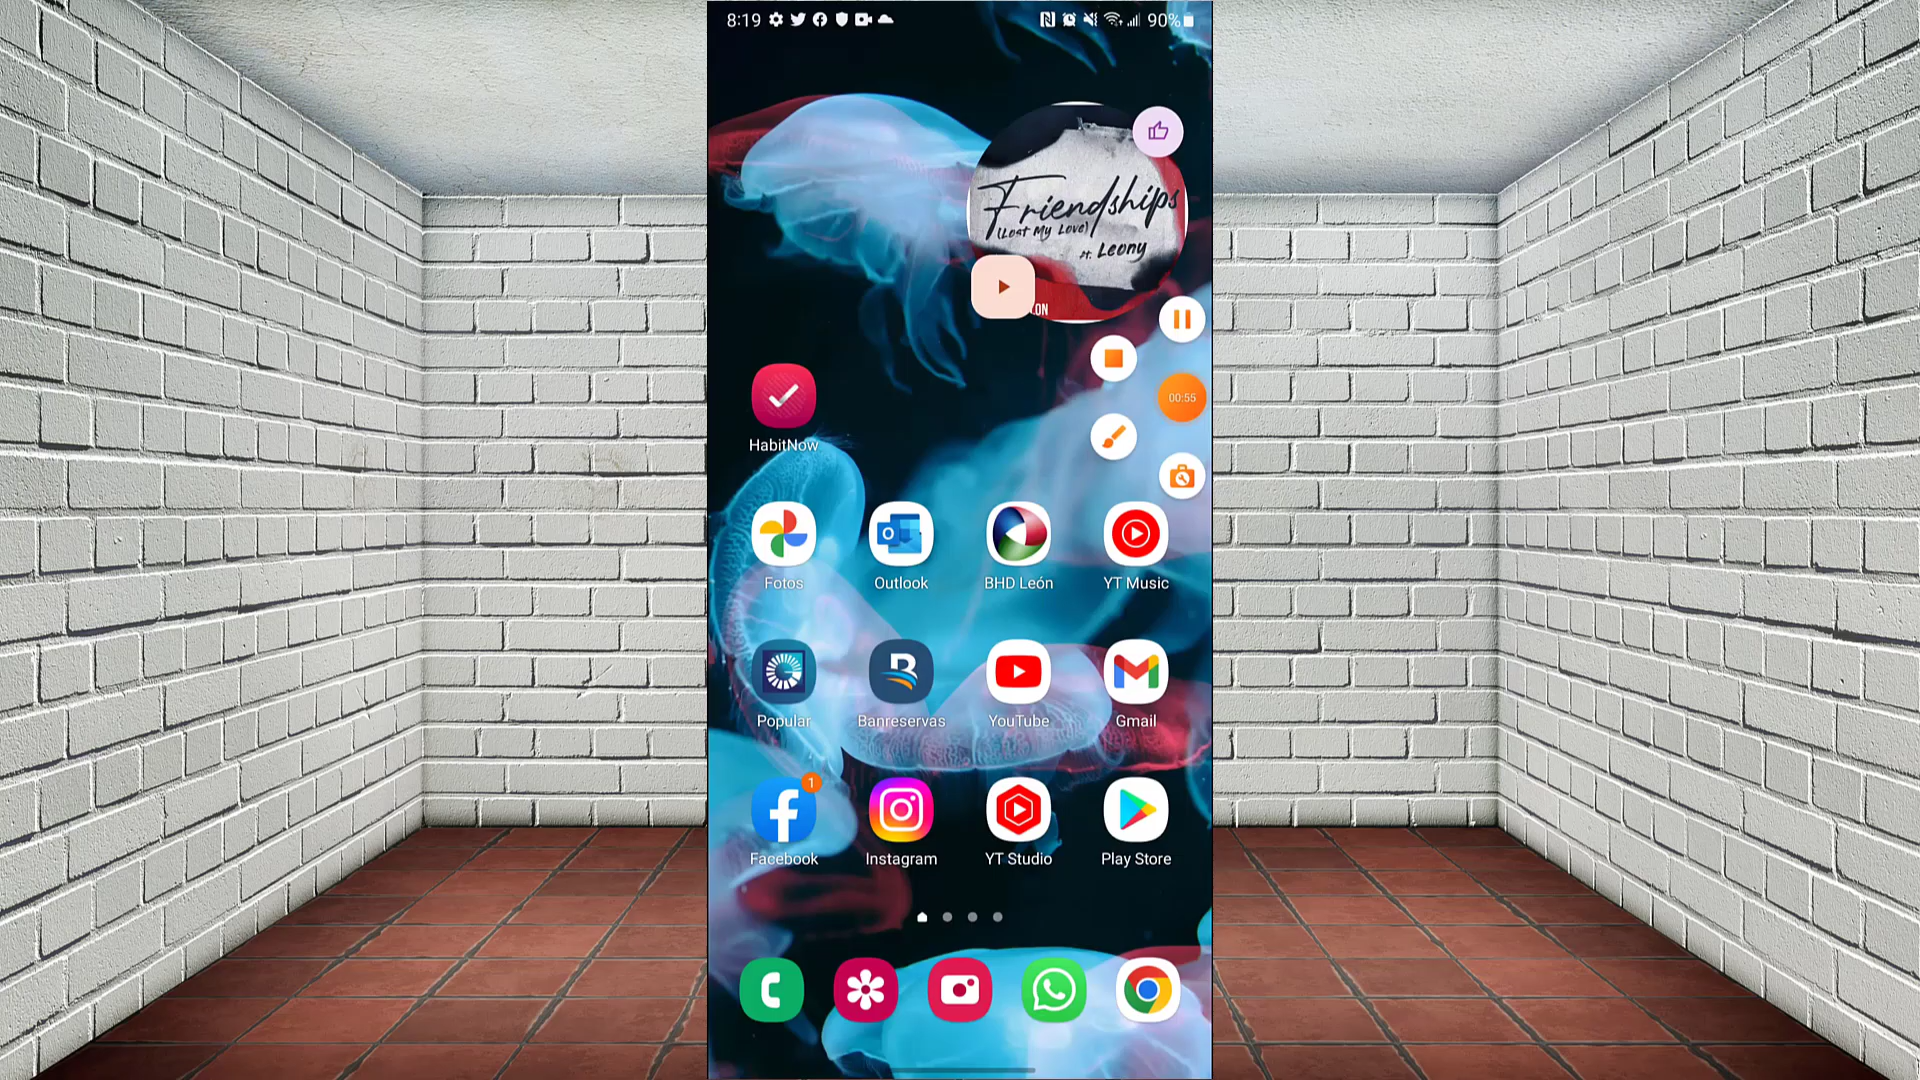 8:19
90%
Friendships
(Lost My Love)
ft. Leony
.ON
00:55
HabitNow
Fotos
Outlook
BHD León
YT Music
Popular
Banreservas
YouTube
Gmail
1
Facebook
Instagram
YT Studio
Play Store